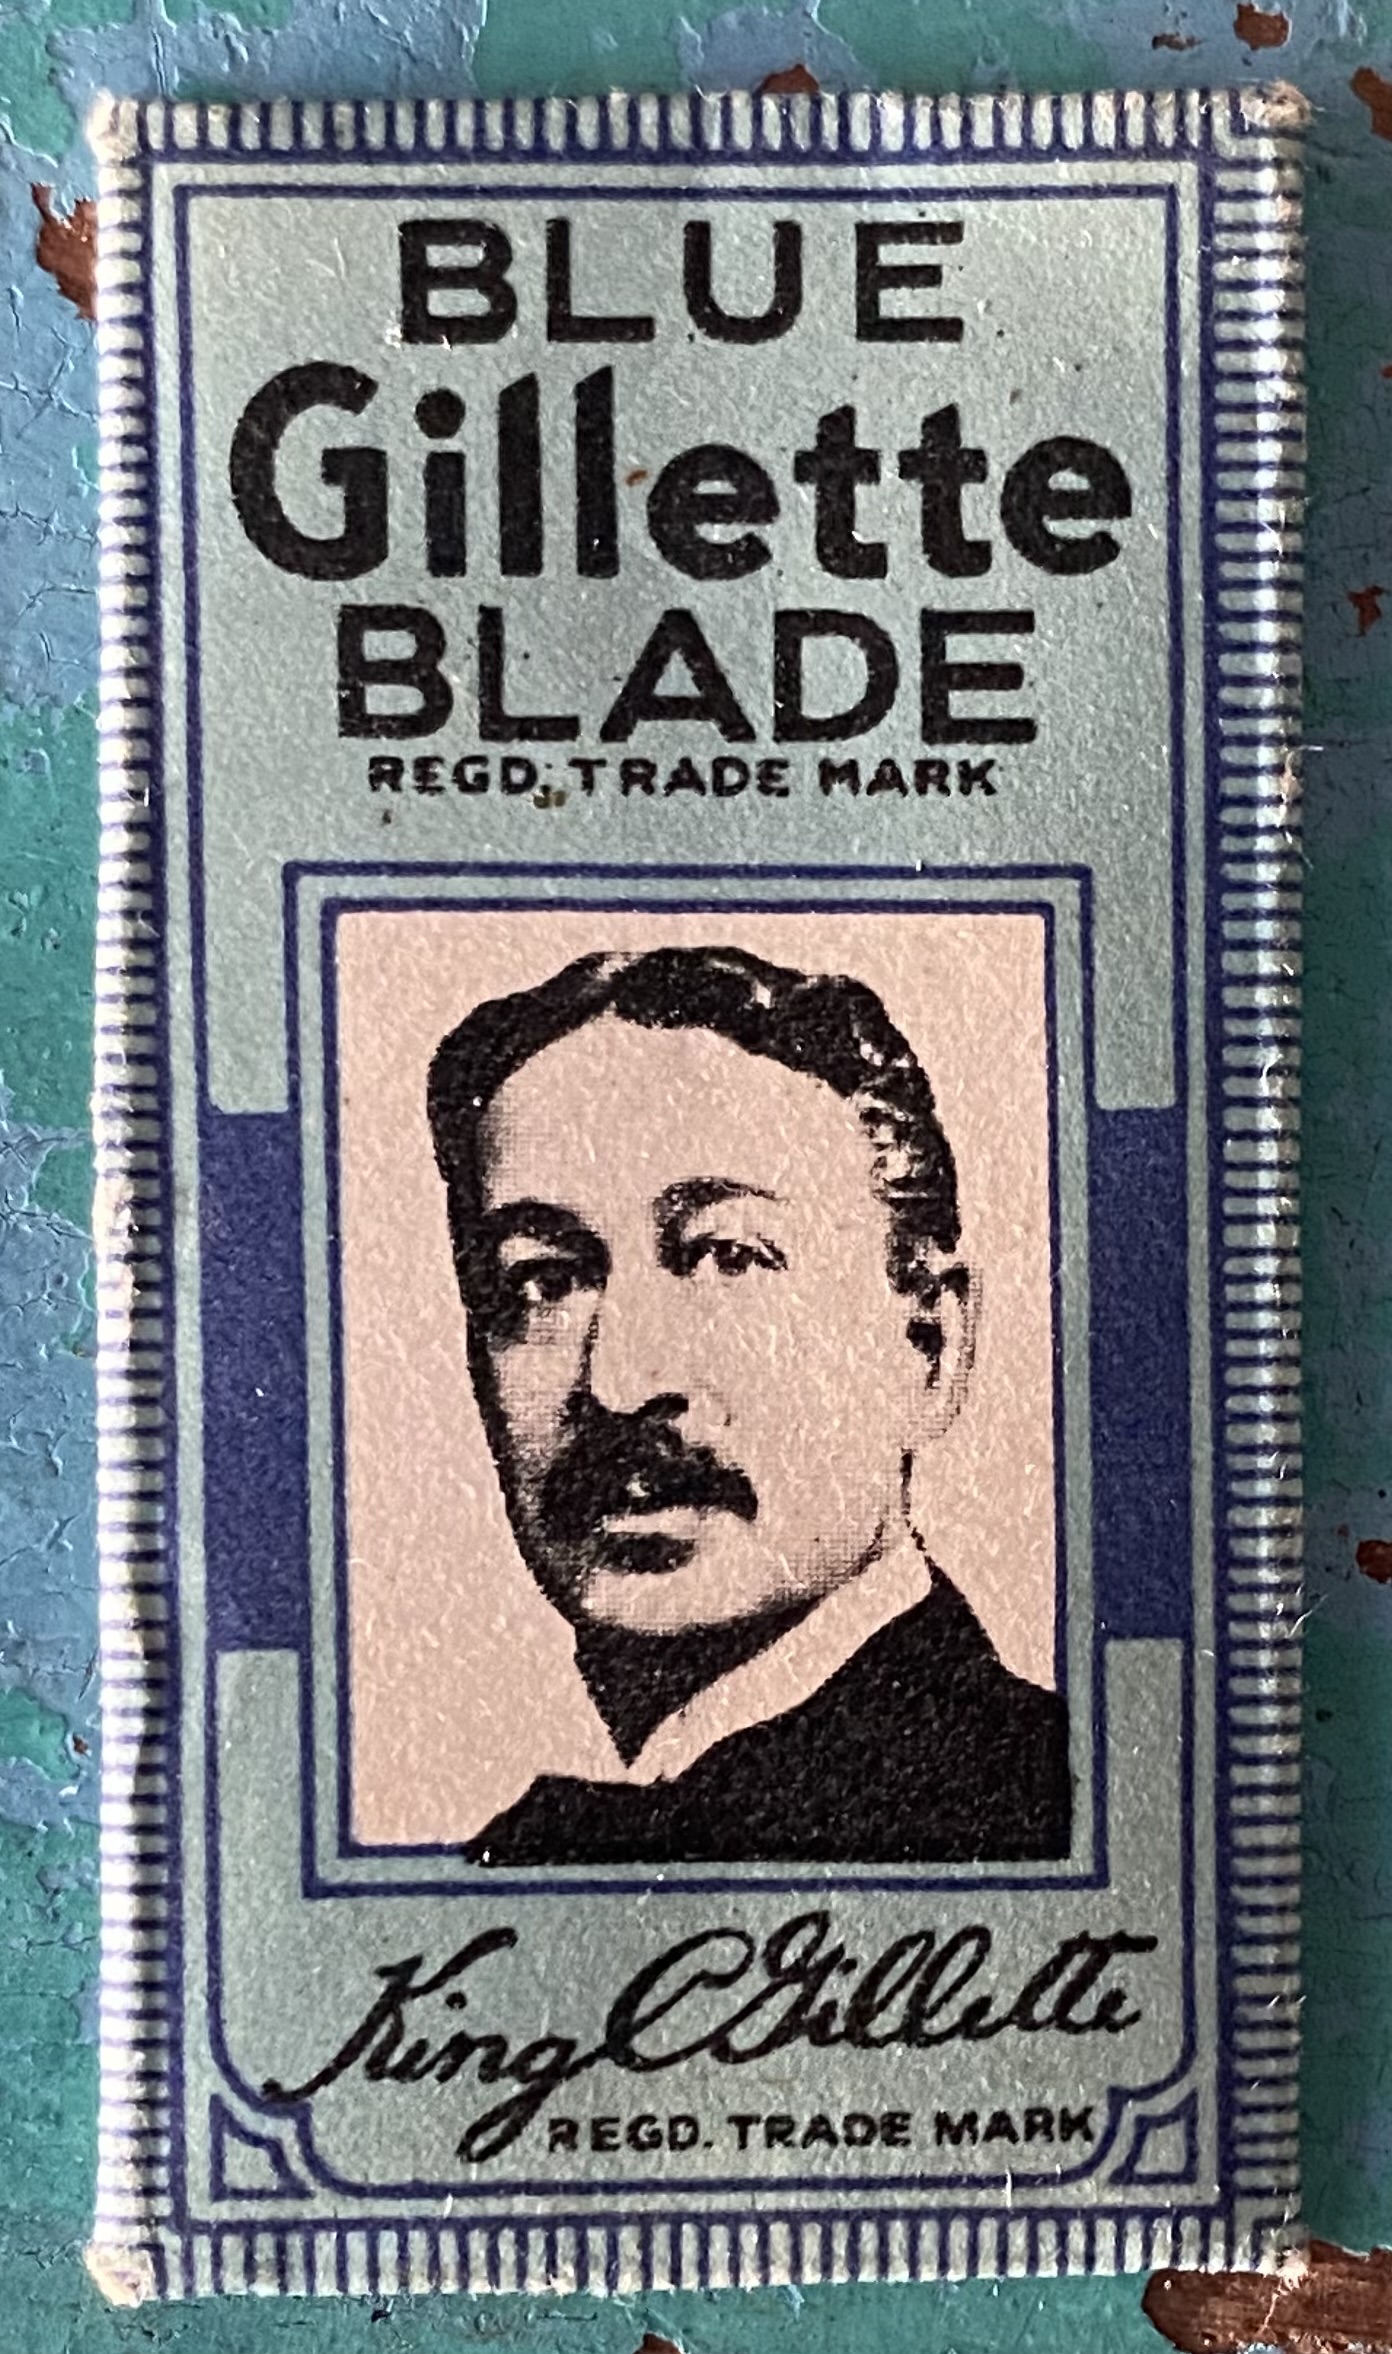 BLUE
Gillette
BLADE
REGD. TRADE MARK
King C Gillette
REGD. TRADE MARK